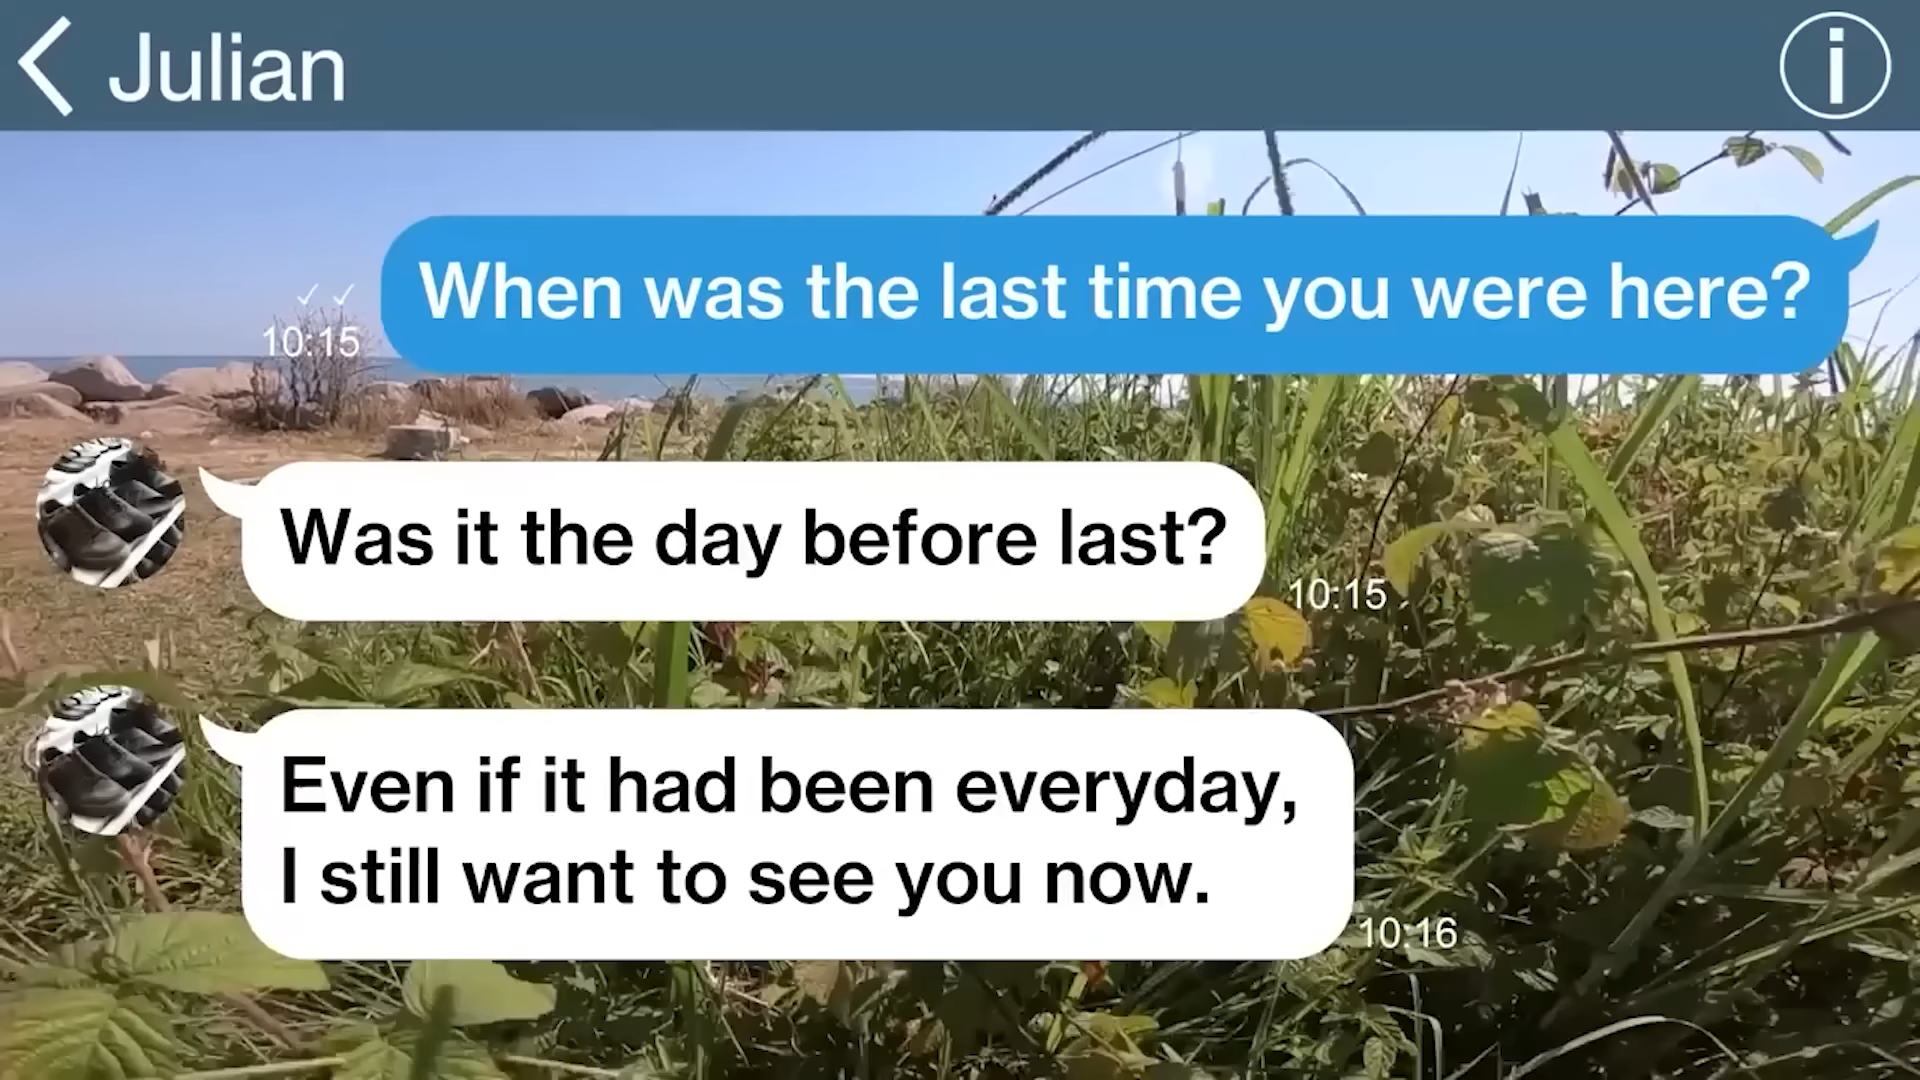 Julian
When was the last time you were here?
10:15
Was it the day before last?
10:15
Even if it had been everyday,
I still want to see you now.
10:16